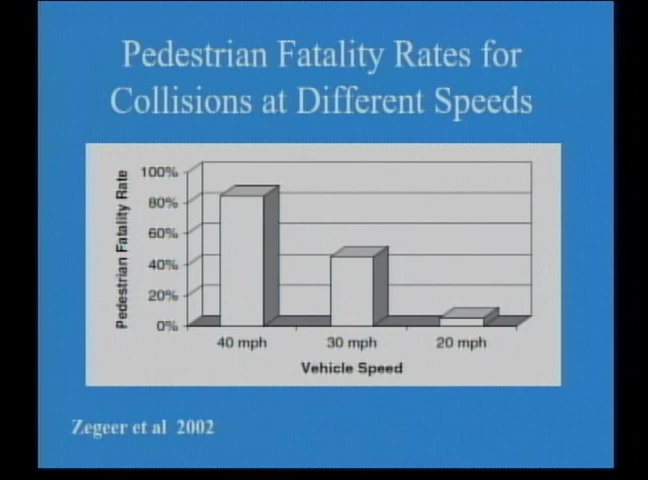 Pedestrian Fatality Rates for
Collisions at Different Speeds
Pedestrian Fatality Rate
100%
80%
60%
40%
20%
0%
40 mph
30 mph
20 mph
Vehicle Speed
Zegeer et al 2002